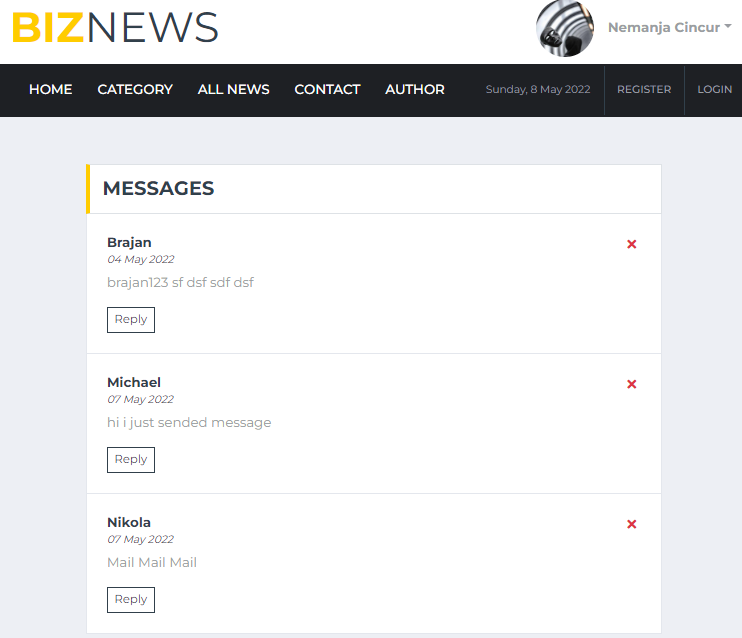 BIZNEWS
Nemanja Cincur
HOME CATEGORY ALL NEWS CONTACT AUTHOR Sunday, 8 May 2022 REGISTER LOGIN
MESSAGES
Brajan
04 May 2022
brajan123 sf dsf sdf dsf
Reply
Michael
07 May 2022
hi i just sended message
Reply
Nikola
07 May 2022
Mail Mail Mail
Reply